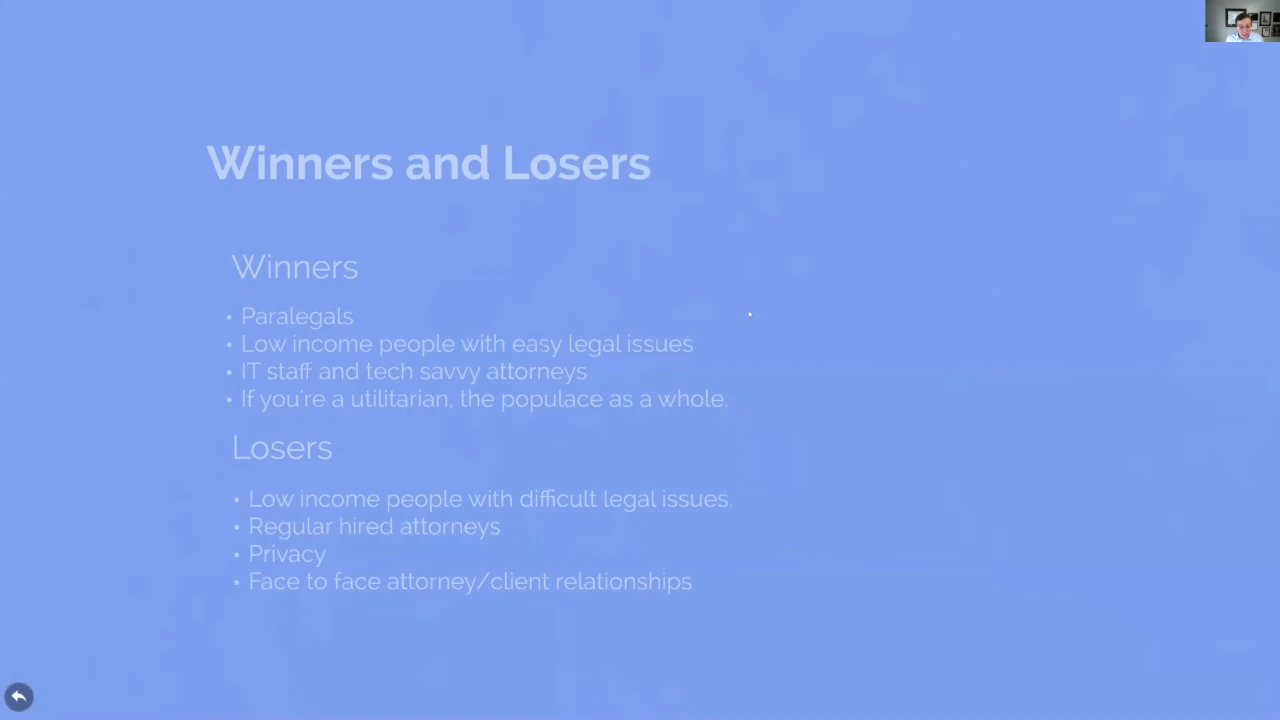 Winners and Losers
Winners
• Paralegals
• Low income people with easy legal issues
• IT staff and tech savvy attorneys
• If you're a utilitarian, the populace as a whole.
Losers
• Low income people with difficult legal issues.
• Regular hired attorneys
• Privacy
• Face to face attorney/client relationships